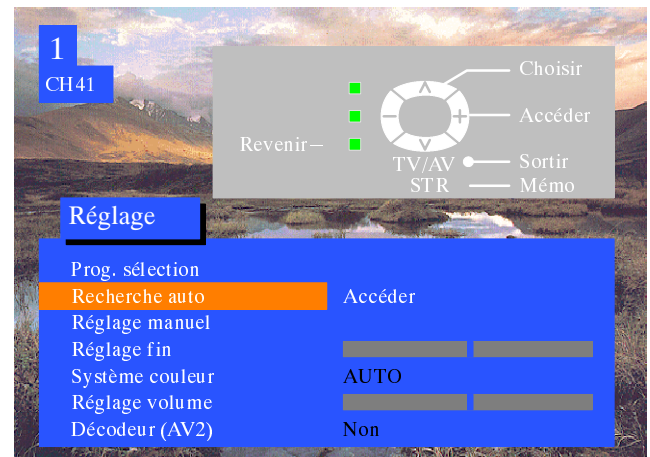 1
CH41
Choisir
Accéder
Revenir
TV/AV Sortir
STR Mémo
Réglage
Prog. sélection
Recherche auto Accéder
Réglage manuel
Réglage fin
Système couleur AUTO
Réglage volume
Décodeur (AV2) Non